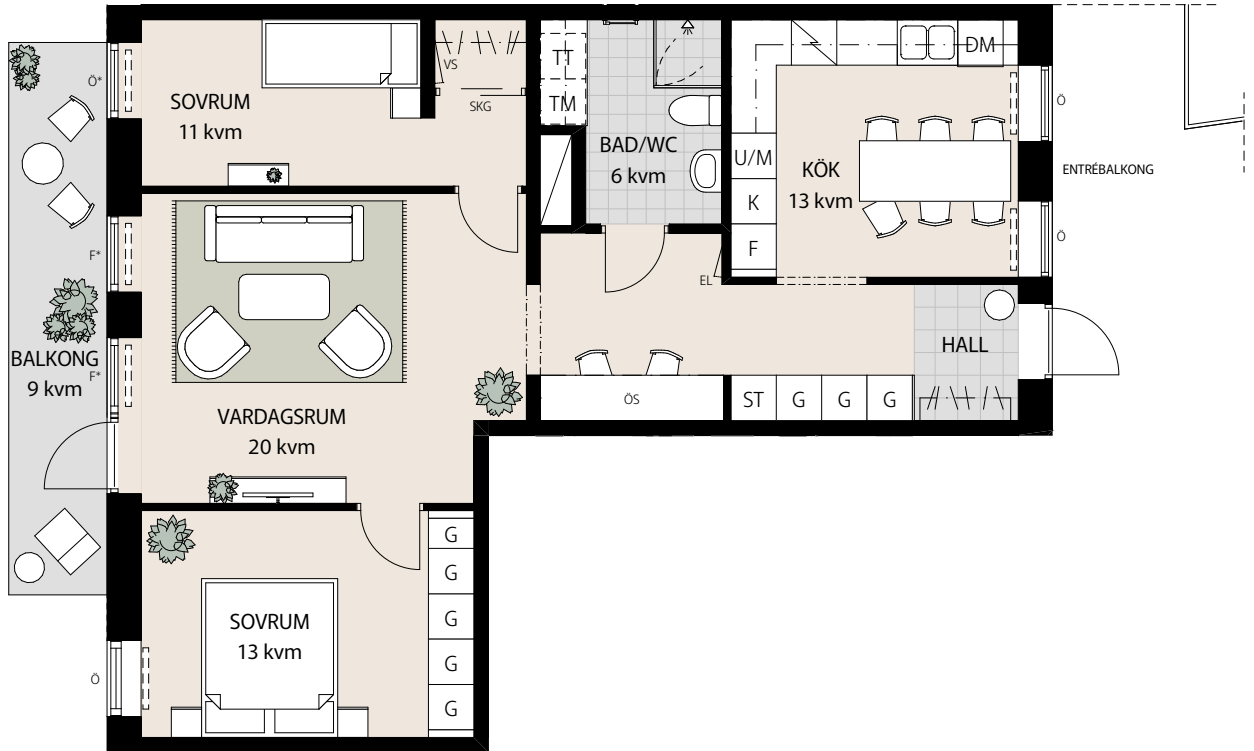 SOVRUM
11 kvm
VS
SKG
TT
TM
BAD/WC
6 kvm
DM
U/M
K
F
KÖK
13 kvm
Ö
Ö
ENTRÉBALKONG
Ö*
F*
F*
BALKONG
9 kvm
VARDAGSRUM
20 kvm
EL
HALL
ÖS
ST
G
G
G
SOVRUM
13 kvm
G
G
G
G
G
Ö